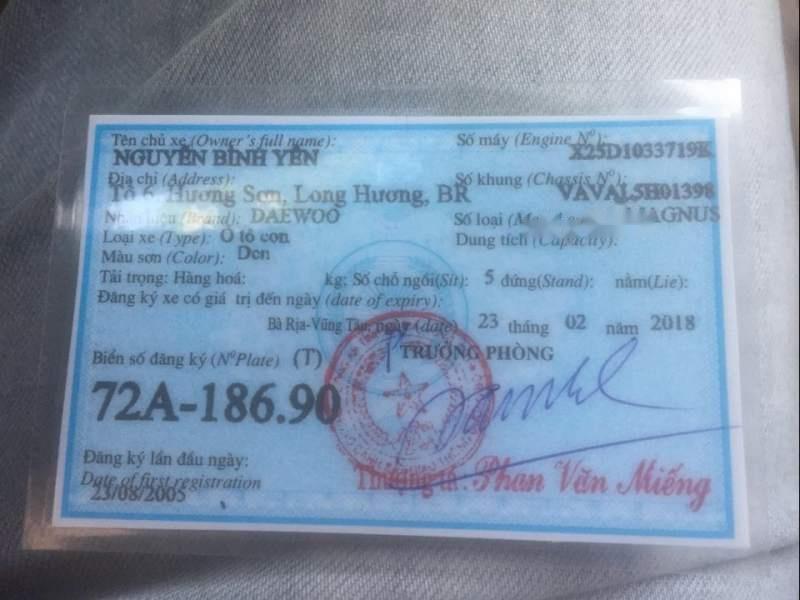 Tên chủ xe (Owner's full name):
NGUYỄN BÌNH YÊN
Địa chỉ (Address):
Tổ 6, Hương Sơn, Long Hương, BR
Nhãn hiệu (Brand): DAEWOO
Loại xe (Type): Ô tô con
Màu sơn (Color): Đen
Số máy (Engine Nº): X25D1033719K
Số khung (Chassis Nº): VAVAL5H01398
Số loại MAGNUS
Dung tích (Capacity):
Tải trọng: Hàng hoá: kg; Số chỗ ngồi(Sit): 5 đứng(Stand): nằm(Lie):
Đăng ký xe có giá trị đến ngày (date of expiry):
Bà Rịa-Vũng Tàu, ngày (date) 23 tháng 02 năm 2018
Biển số đăng ký (NºPlate) (T)
TRƯỞNG PHÒNG
72A-186.90
Đăng ký lần đầu ngày:
Date of first registration
23/08/2005
Thượng tá: Phan Văn Miếng